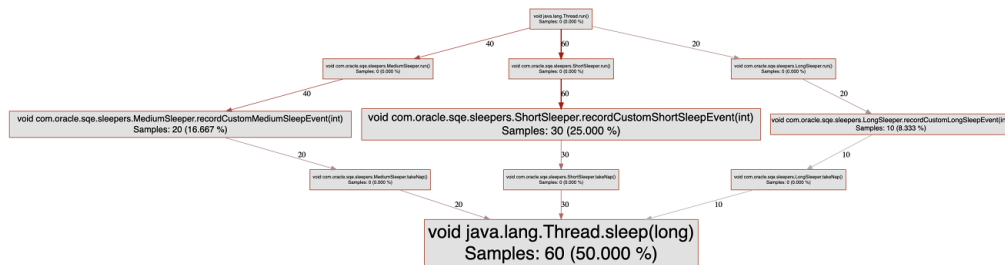 void java.lang.Thread.run()
Samples: 0 (0.000 %)
40
60
20
void com.oracle.sqe.sleepers.MediumSleeper.run()
Samples: 0 (0.000 %)
void com.oracle.sqe.sleepers.ShortSleeper.run()
Samples: 0 (0.000 %)
void com.oracle.sqe.sleepers.LongSleeper.run()
Samples: 0 (0.000 %)
40
60
20
void com.oracle.sqe.sleepers.MediumSleeper.recordCustomMediumSleepEvent(int)
Samples: 20 (16.667 %)
void com.oracle.sqe.sleepers.ShortSleeper.recordCustomShortSleepEvent(int)
Samples: 30 (25.000 %)
void com.oracle.sqe.sleepers.LongSleeper.recordCustomLongSleepEvent(int
Samples: 10 (8.333 %)
20
30
10
void com.oracle.sqe.sleepers.MediumSleeper.takeNap()
Samples: 0 (0.000 %)
void com.oracle.sqe.sleepers.ShortSleeper.takeNap()
Samples: 0 (0.000 %)
void com.oracle.sqe.sleepers.LongSleeper.takeNap()
Samples: 0 (0.000 %)
20
30
10
void java.lang.Thread.sleep(long)
Samples: 60 (50.000 %)